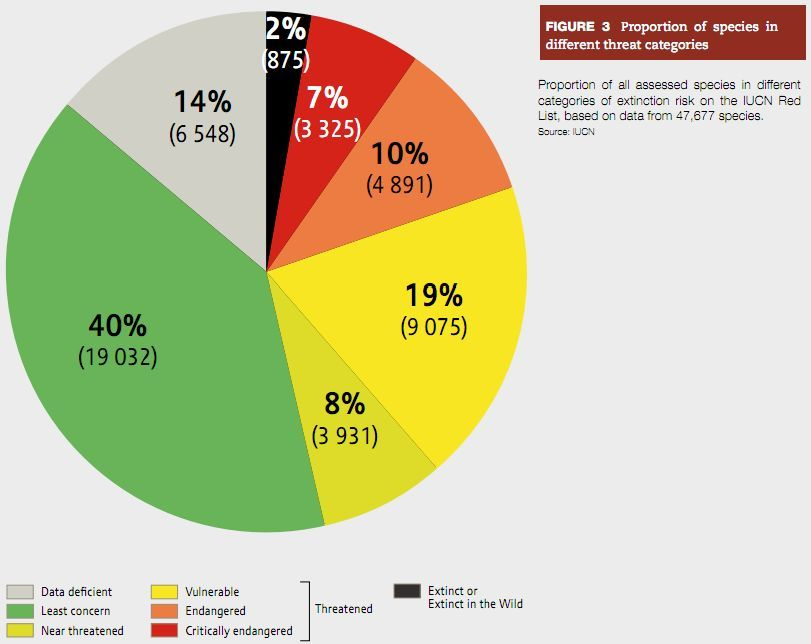 FIGURE 3 Proportion of species in
different threat categories
Proportion of all assessed species in different
categories of extinction risk on the IUCN Red
List, based on data from 47,677 species.
Source: IUCN
2%
(875)
7%
(3 325)
10%
(4 891)
19%
(9 075)
8%
(3 931)
40%
(19 032)
14%
(6 548)
Data deficient
Least concern
Near threatened
Vulnerable
Endangered
Critically endangered
Threatened
Extinct or
Extinct in the Wild